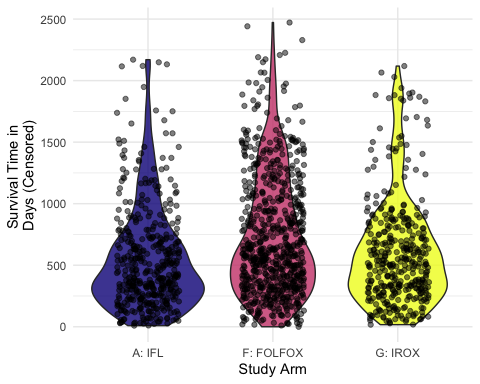 2500
2000
1500
1000
500
0
Survival Time in
Days (Censored)
A: IFL
F: FOLFOX
G: IROX
Study Arm